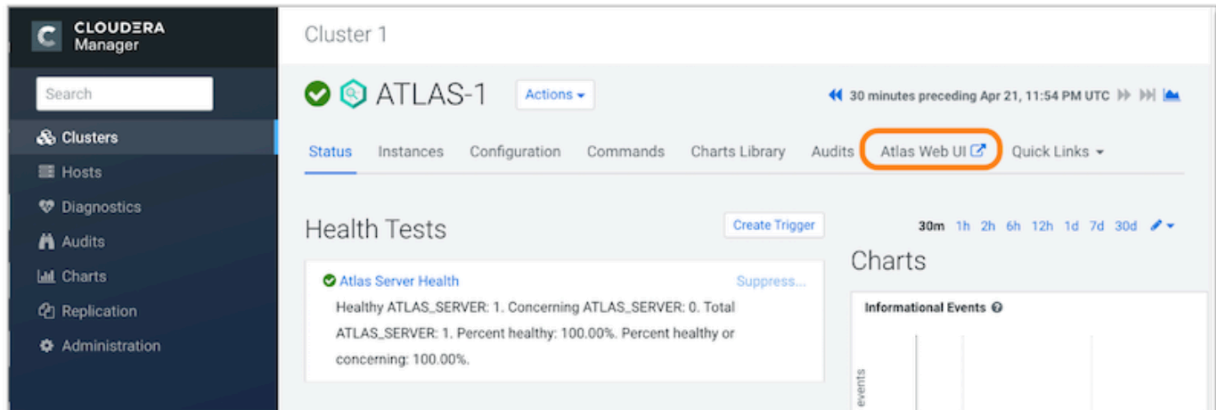 CLOUDERA
Manager
Search
Clusters
Hosts
Diagnostics
Audits
Charts
Replication
Administration
Cluster 1
ATLAS-1
Actions
30 minutes preceding Apr 21, 11:54 PM UTC
Status Instances Configuration Commands Charts Library Audits Atlas Web UI Quick Links
Health Tests
Create Trigger
Atlas Server Health
Suppress...
Healthy ATLAS_SERVER: 1. Concerning ATLAS_SERVER: 0. Total
ATLAS_SERVER: 1. Percent healthy: 100.00%. Percent healthy or
concerning: 100.00%.
30m 1h 2h 6h 12h 1d 7d 30d
Charts
Informational Events
events